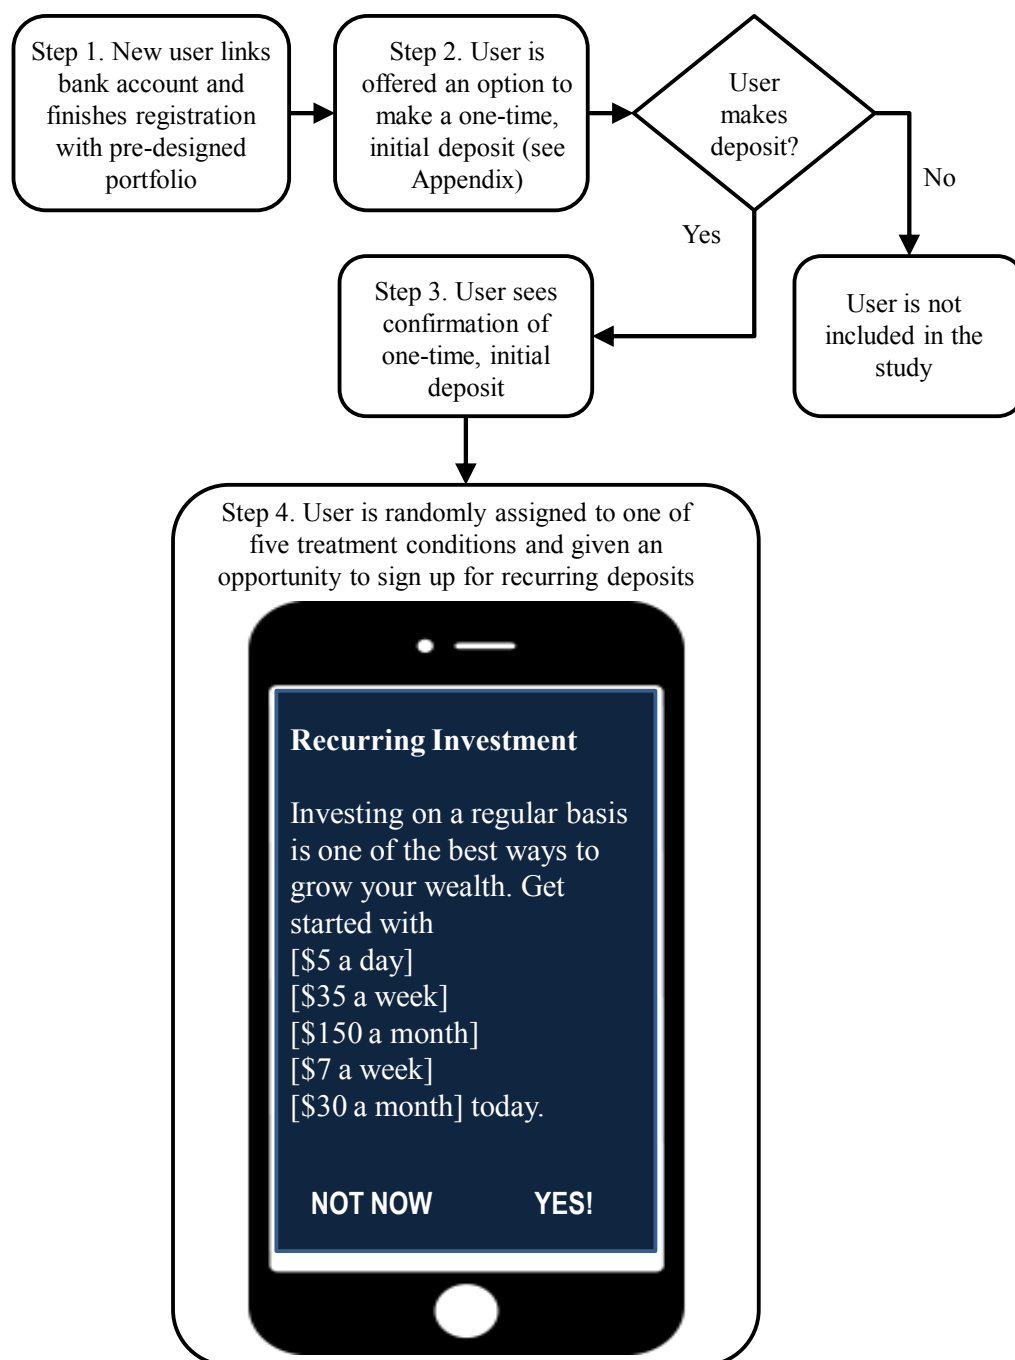 Step 1. New user links
bank account and
finishes registration
with pre-designed
portfolio
Step 2. User is
offered an option to
make a one-time,
initial deposit (see
Appendix)
User
makes
deposit?
No
Yes
Step 3. User sees
confirmation of
one-time, initial
deposit
User is not
included in the
study
Step 4. User is randomly assigned to one of
five treatment conditions and given an
opportunity to sign up for recurring deposits
Recurring Investment
Investing on a regular basis
is one of the best ways to
grow your wealth. Get
started with
[$5 a day]
[$35 a week]
[$150 a month]
[$7 a week]
[$30 a month] today.
NOT NOW
YES!